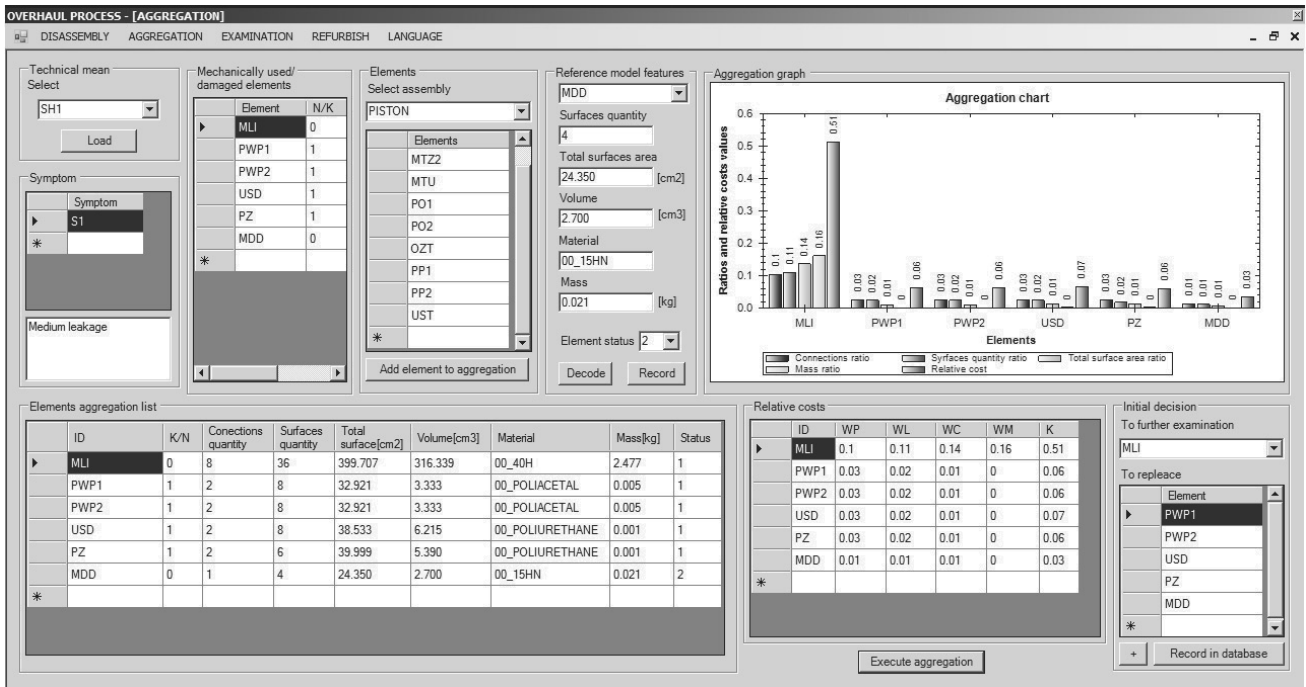 OVERHAUL PROCESS - [AGGREGATION]
DISASSEMBLY AGGREGATION EXAMINATION REFURBISH LANGUAGE
Technical mean
Select
SH1
Load
Symptom
Symptom
S1
Medium leakage
Mechanically used/
damaged elements
Element N/K
MLI 0
PWP1 1
PWP2 1
USD 1
PZ 1
MDD 0
Elements
Select assembly
PISTON
Elements
MTZ2
MTU
PO1
PO2
OZT
PP1
PP2
UST
Add element to aggregation
Reference model features
MDD
Surfaces quantity
4
Total surfaces area
24.350 [cm2]
Volume
2.700 [cm3]
Material
00_15HN
Mass
0.021 [kg]
Element status 2
Decode Record
Aggregation graph
Aggregation chart
Ratios and relative costs values
0.6
0.5
0.4
0.3
0.2
0.1
0.0
0.1 0.11 0.14 0.16 0.51
0.03 0.02 0.01 0 0.06
0.03 0.02 0.01 0 0.06
0.03 0.02 0.01 0 0.07
0.03 0.02 0.01 0 0.06
0.01 0.01 0.01 0 0.03
MLI PWP1 PWP2 USD PZ MDD
Elements
Connections ratio Syrfaces quantity ratio Total surface area ratio
Mass ratio Relative cost
Elements aggregation list
ID K/N Conections quantity Surfaces quantity Total surface[cm2] Volume[cm3] Material Mass[kg] Status
MLI 0 8 36 399.707 316.339 00_40H 2.477 1
PWP1 1 2 8 32.921 3.333 00_POLIACETAL 0.005 1
PWP2 1 2 8 32.921 3.333 00_POLIACETAL 0.005 1
USD 1 2 8 38.533 6.215 00_POLIURETHANE 0.001 1
PZ 1 2 6 39.999 5.390 00_POLIURETHANE 0.001 1
MDD 0 1 4 24.350 2.700 00_15HN 0.021 2
Relative costs
ID WP WL WC WM K
MLI 0.1 0.11 0.14 0.16 0.51
PWP1 0.03 0.02 0.01 0 0.06
PWP2 0.03 0.02 0.01 0 0.06
USD 0.03 0.02 0.01 0 0.07
PZ 0.03 0.02 0.01 0 0.06
MDD 0.01 0.01 0.01 0 0.03
Execute aggregation
Initial decision
To further examination
MLI
To repleace
Element
PWP1
PWP2
USD
PZ
MDD
+ Record in database